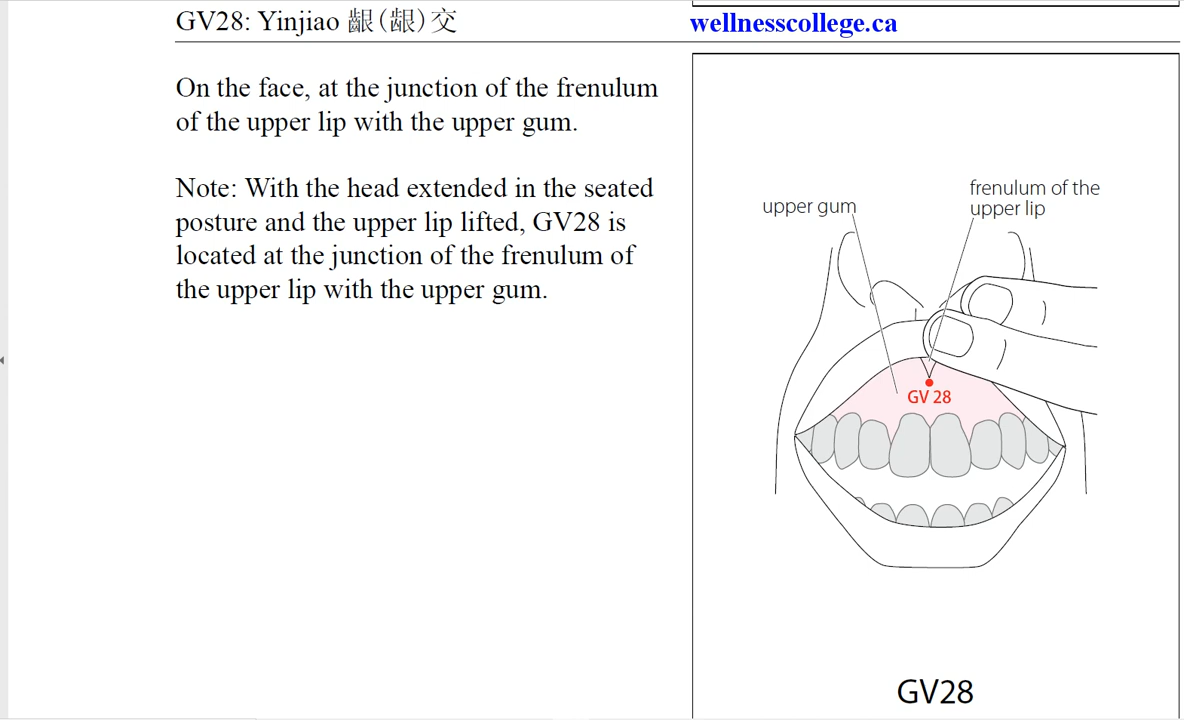 GV28: Yinjiao 齦(龈)交
wellnesscollege.ca
On the face, at the junction of the frenulum
of the upper lip with the upper gum.
Note: With the head extended in the seated
posture and the upper lip lifted, GV28 is
located at the junction of the frenulum of
the upper lip with the upper gum.
upper gum
frenulum of the
upper lip
GV 28
GV28